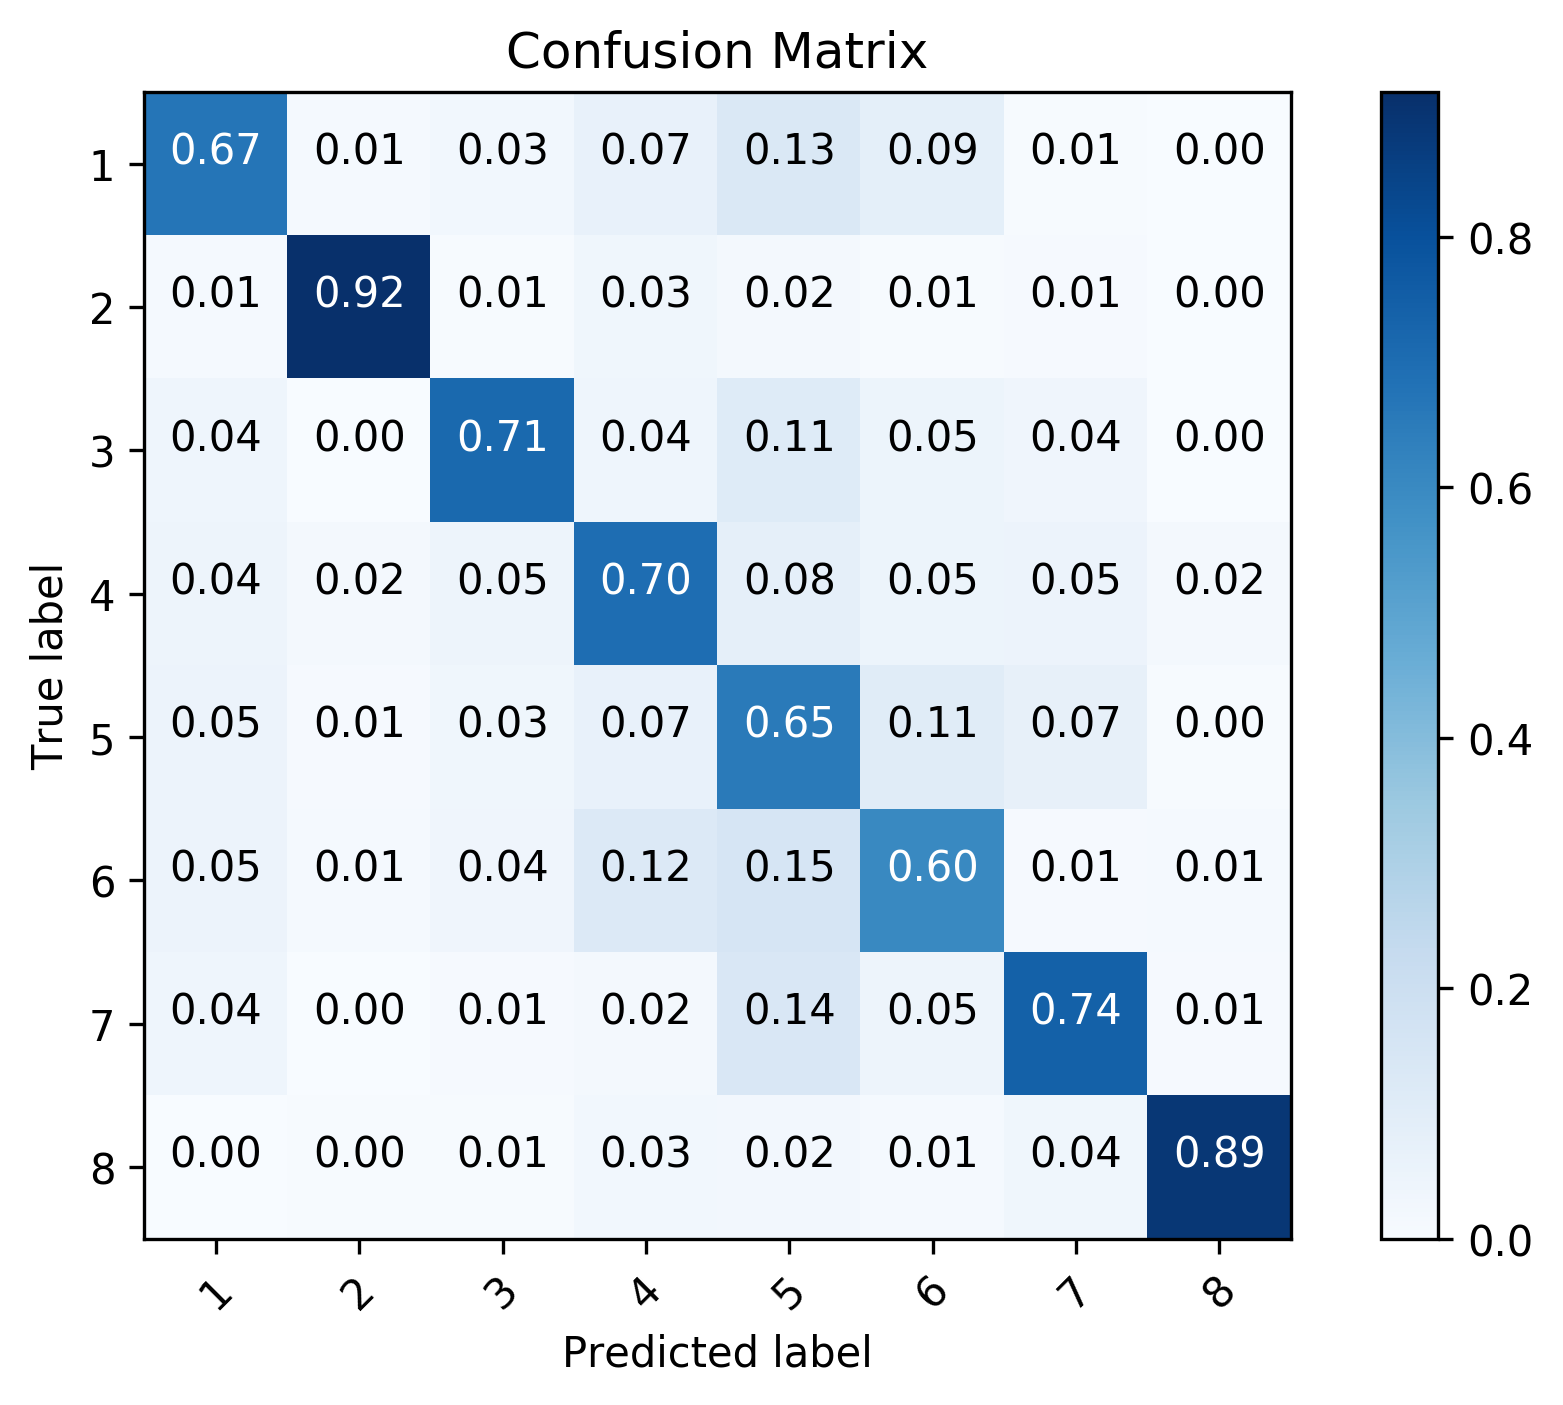 Confusion Matrix
1 0.67 0.01 0.03 0.07 0.13 0.09 0.01 0.00
2 0.01 0.92 0.01 0.03 0.02 0.01 0.01 0.00
3 0.04 0.00 0.71 0.04 0.11 0.05 0.04 0.00
4 0.04 0.02 0.05 0.70 0.08 0.05 0.05 0.02
5 0.05 0.01 0.03 0.07 0.65 0.11 0.07 0.00
6 0.05 0.01 0.04 0.12 0.15 0.60 0.01 0.01
7 0.04 0.00 0.01 0.02 0.14 0.05 0.74 0.01
8 0.00 0.00 0.01 0.03 0.02 0.01 0.04 0.89
1 2 3 4 5 6 7 8
Predicted label
True label
0.8
0.6
0.4
0.2
0.0